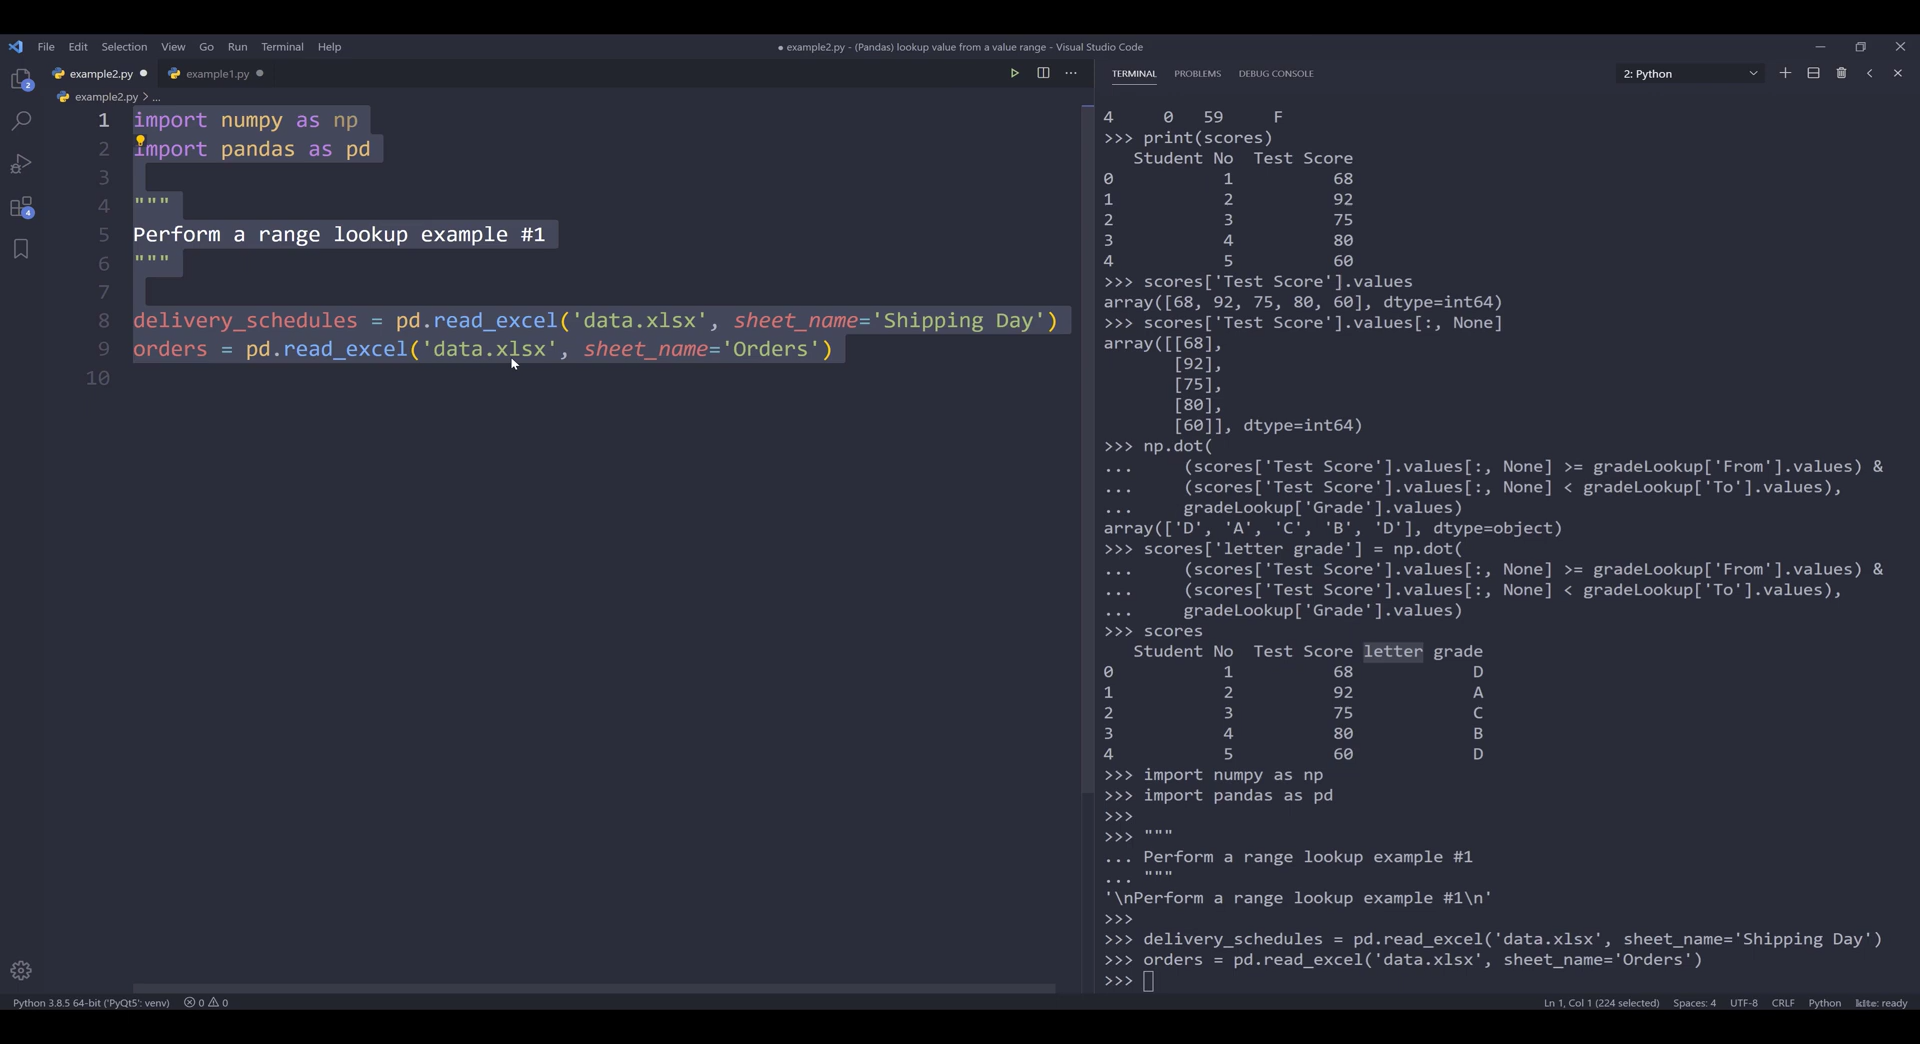 File Edit Selection View Go Run Terminal Help
● example2.py - (Pandas) lookup value from a value range - Visual Studio Code
example2.py
example1.py
example2.py > ...
1 import numpy as np
2 import pandas as pd
3
4 """
5 Perform a range lookup example #1
6 """
7
8 delivery_schedules = pd.read_excel('data.xlsx', sheet_name='Shipping Day')
9 orders = pd.read_excel('data.xlsx', sheet_name='Orders')
10
2
4
TERMINAL PROBLEMS DEBUG CONSOLE
2: Python
4 0 59 F
>>> print(scores)
Student No Test Score
0 1 68
1 2 92
2 3 75
3 4 80
4 5 60
>>> scores['Test Score'].values
array([68, 92, 75, 80, 60], dtype=int64)
>>> scores['Test Score'].values[:, None]
array([[68],
[92],
[75],
[80],
[60]], dtype=int64)
>>> np.dot(
... (scores['Test Score'].values[:, None] >= gradeLookup['From'].values) &
... (scores['Test Score'].values[:, None] < gradeLookup['To'].values),
... gradeLookup['Grade'].values)
array(['D', 'A', 'C', 'B', 'D'], dtype=object)
>>> scores['letter grade'] = np.dot(
... (scores['Test Score'].values[:, None] >= gradeLookup['From'].values) &
... (scores['Test Score'].values[:, None] < gradeLookup['To'].values),
... gradeLookup['Grade'].values)
>>> scores
Student No Test Score letter grade
0 1 68 D
1 2 92 A
2 3 75 C
3 4 80 B
4 5 60 D
>>> import numpy as np
>>> import pandas as pd
>>>
>>> """
... Perform a range lookup example #1
... """
'\nPerform a range lookup example #1\n'
>>>
>>> delivery_schedules = pd.read_excel('data.xlsx', sheet_name='Shipping Day')
>>> orders = pd.read_excel('data.xlsx', sheet_name='Orders')
>>>
Python 3.8.5 64-bit ('PyQt5': venv) 0 0
Ln 1, Col 1 (224 selected) Spaces: 4 UTF-8 CRLF Python kite: ready